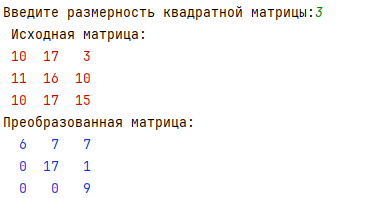 Введите размерность квадратной матрицы:3
Исходная матрица:
10 17 3
11 16 10
10 17 15
Преобразованная матрица:
6 7 7
0 17 1
0 0 9